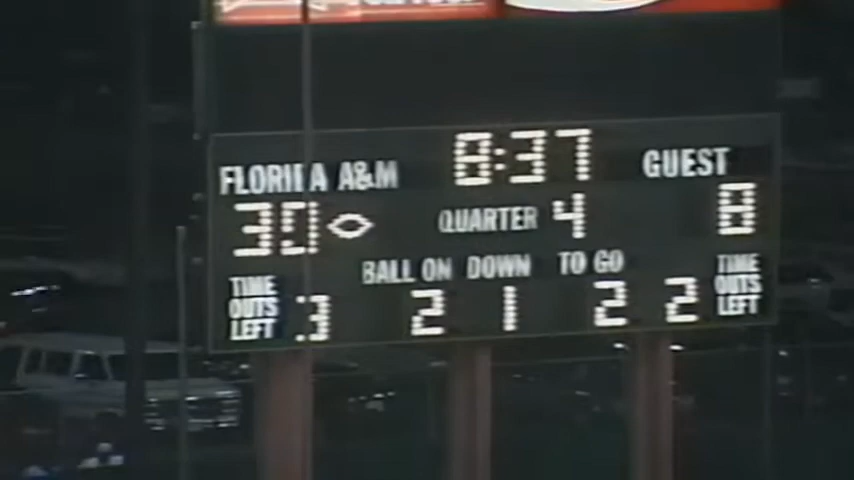 8:37
FLORIDA A&M GUEST
30 QUARTER 4 8
BALL ON DOWN TO GO
TIME OUTS LEFT 3 2 1 2 2 TIME OUTS LEFT